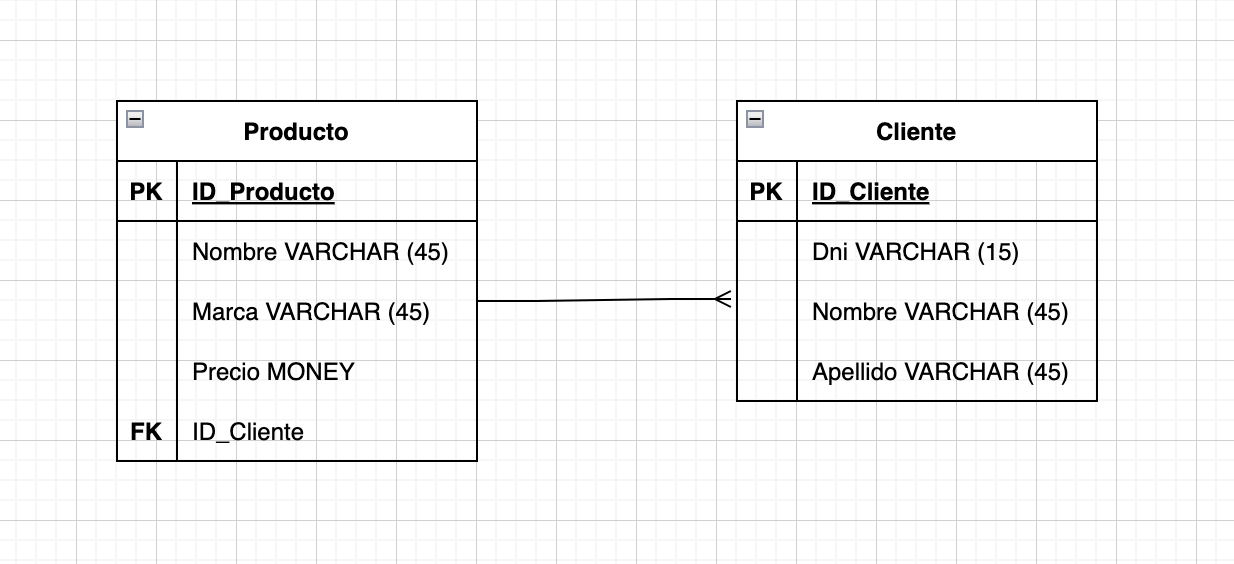 Producto
PK ID_Producto
Nombre VARCHAR (45)
Marca VARCHAR (45)
Precio MONEY
FK ID_Cliente
Cliente
PK ID_Cliente
Dni VARCHAR (15)
Nombre VARCHAR (45)
Apellido VARCHAR (45)